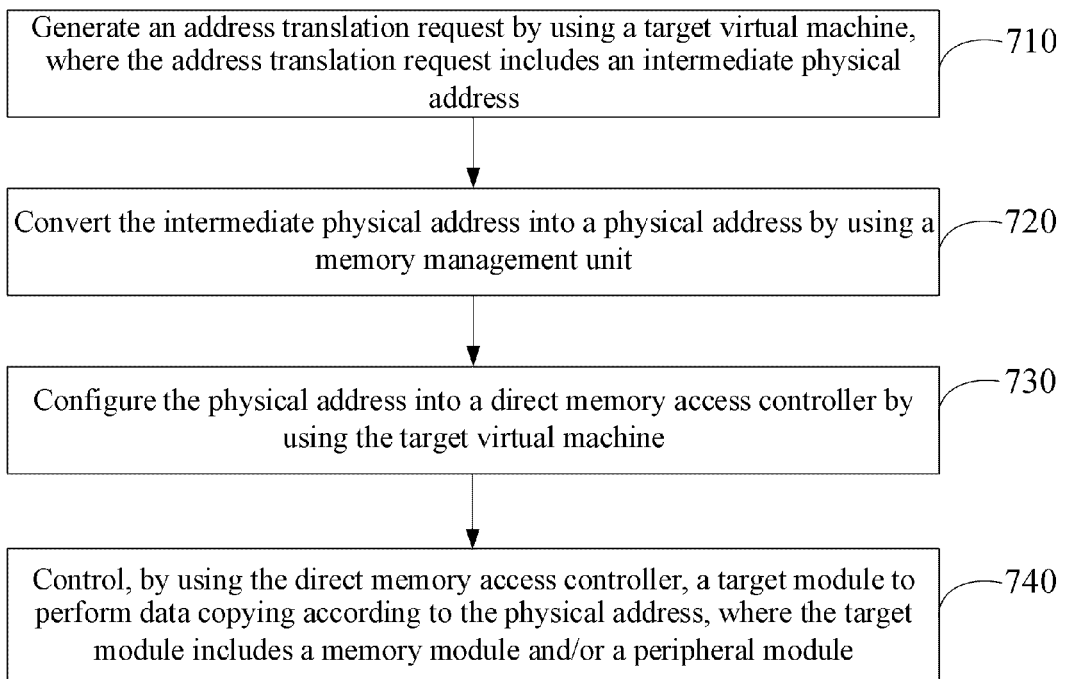 Generate an address translation request by using a target virtual machine,
where the address translation request includes an intermediate physical
address
710
Convert the intermediate physical address into a physical address by using a
memory management unit
720
Configure the physical address into a direct memory access controller by
using the target virtual machine
730
Control, by using the direct memory access controller, a target module to
perform data copying according to the physical address, where the target
module includes a memory module and/or a peripheral module
740